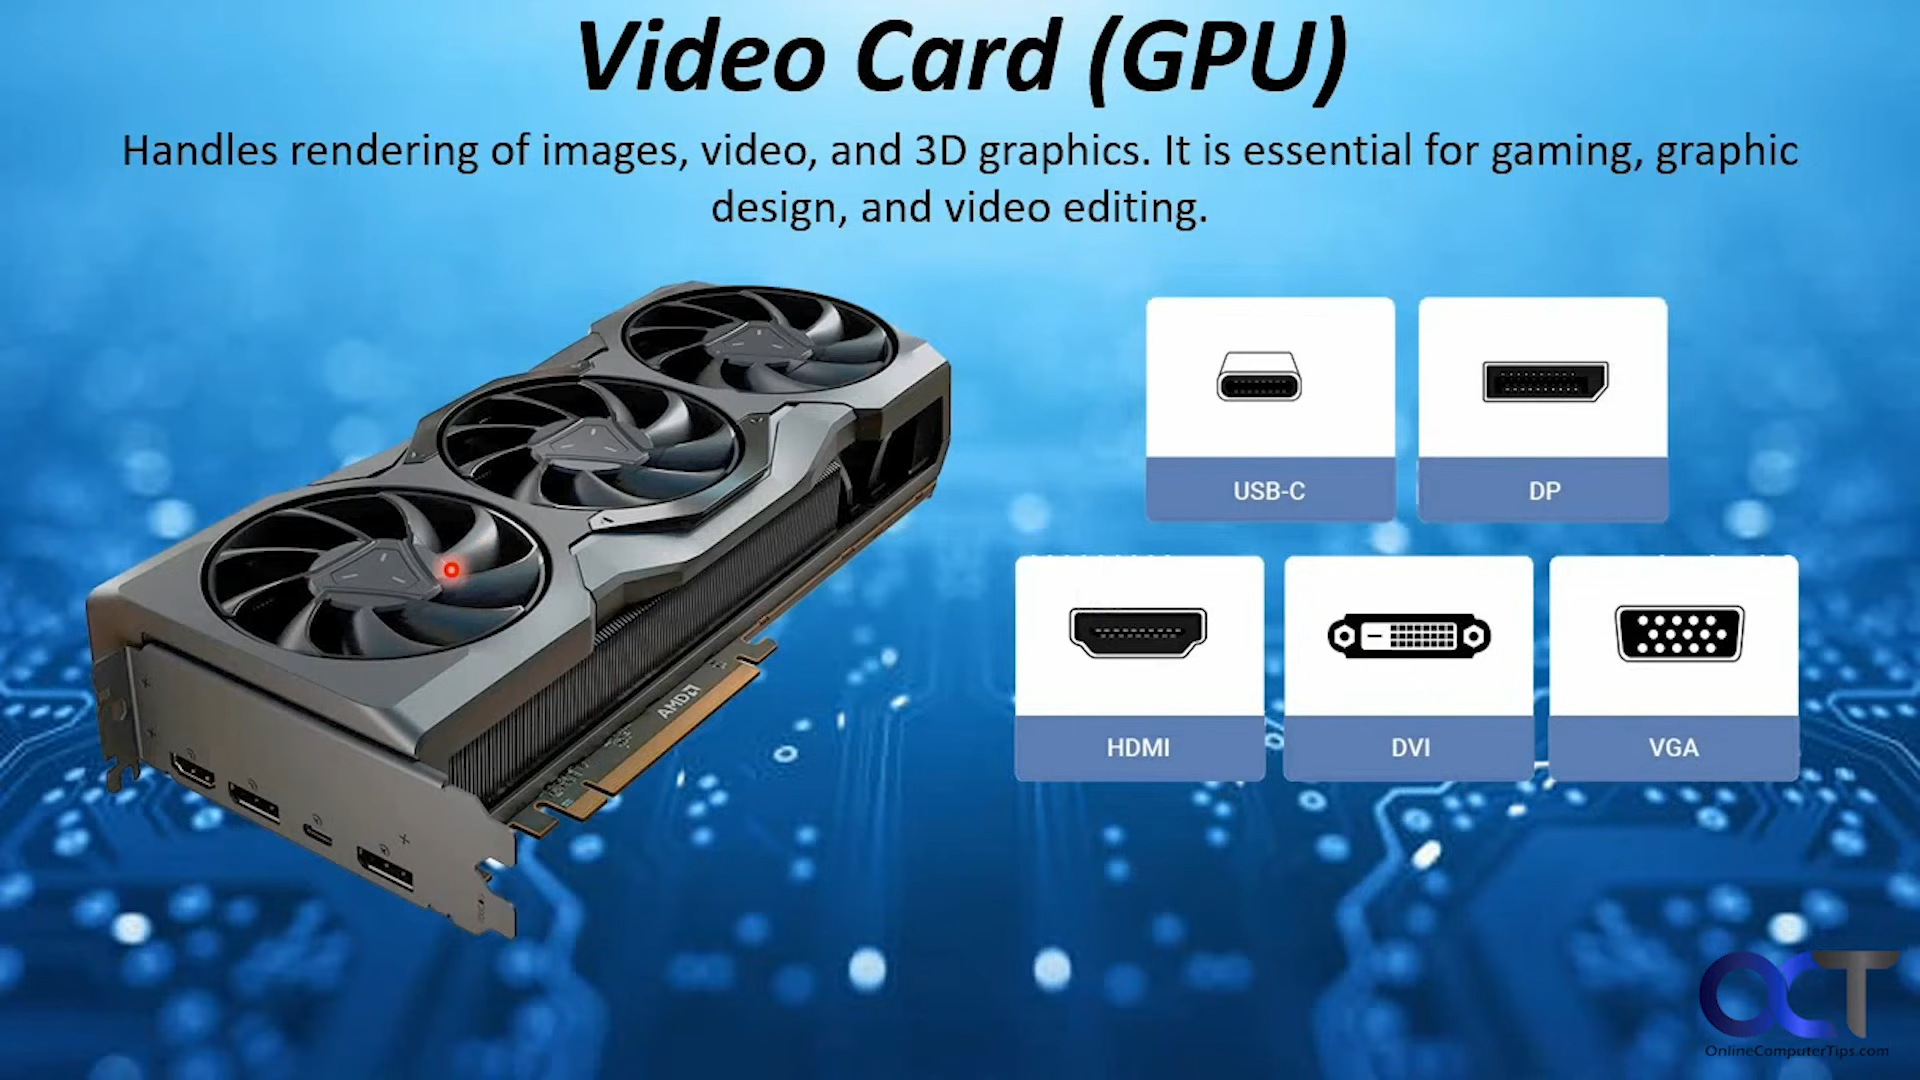 Video Card (GPU)
Handles rendering of images, video, and 3D graphics. It is essential for gaming, graphic
design, and video editing.
USB-C
DP
AMD
HDMI
DVI
VGA
OCT
OnlineComputerTips.com